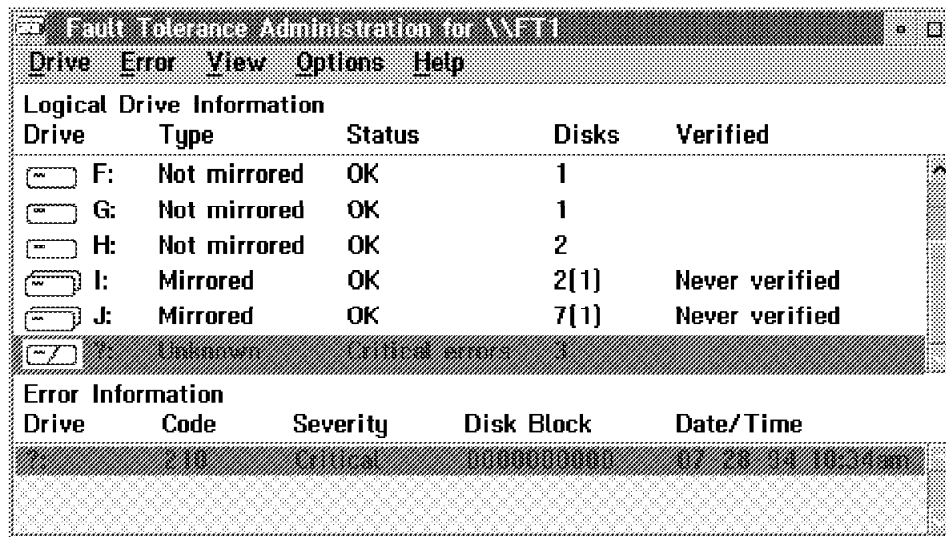 Fault Tolerance Administration for \\FT1
Drive Error View Options Help
Logical Drive Information
Drive Type Status Disks Verified
F: Not mirrored OK 1
G: Not mirrored OK 1
H: Not mirrored OK 2
I: Mirrored OK 2(1) Never verified
J: Mirrored OK 7(1) Never verified
?: Unknown Critical errors 3
Error Information
Drive Code Severity Disk Block Date/Time
?: Critical 0000000000 07-28-94 10:34am